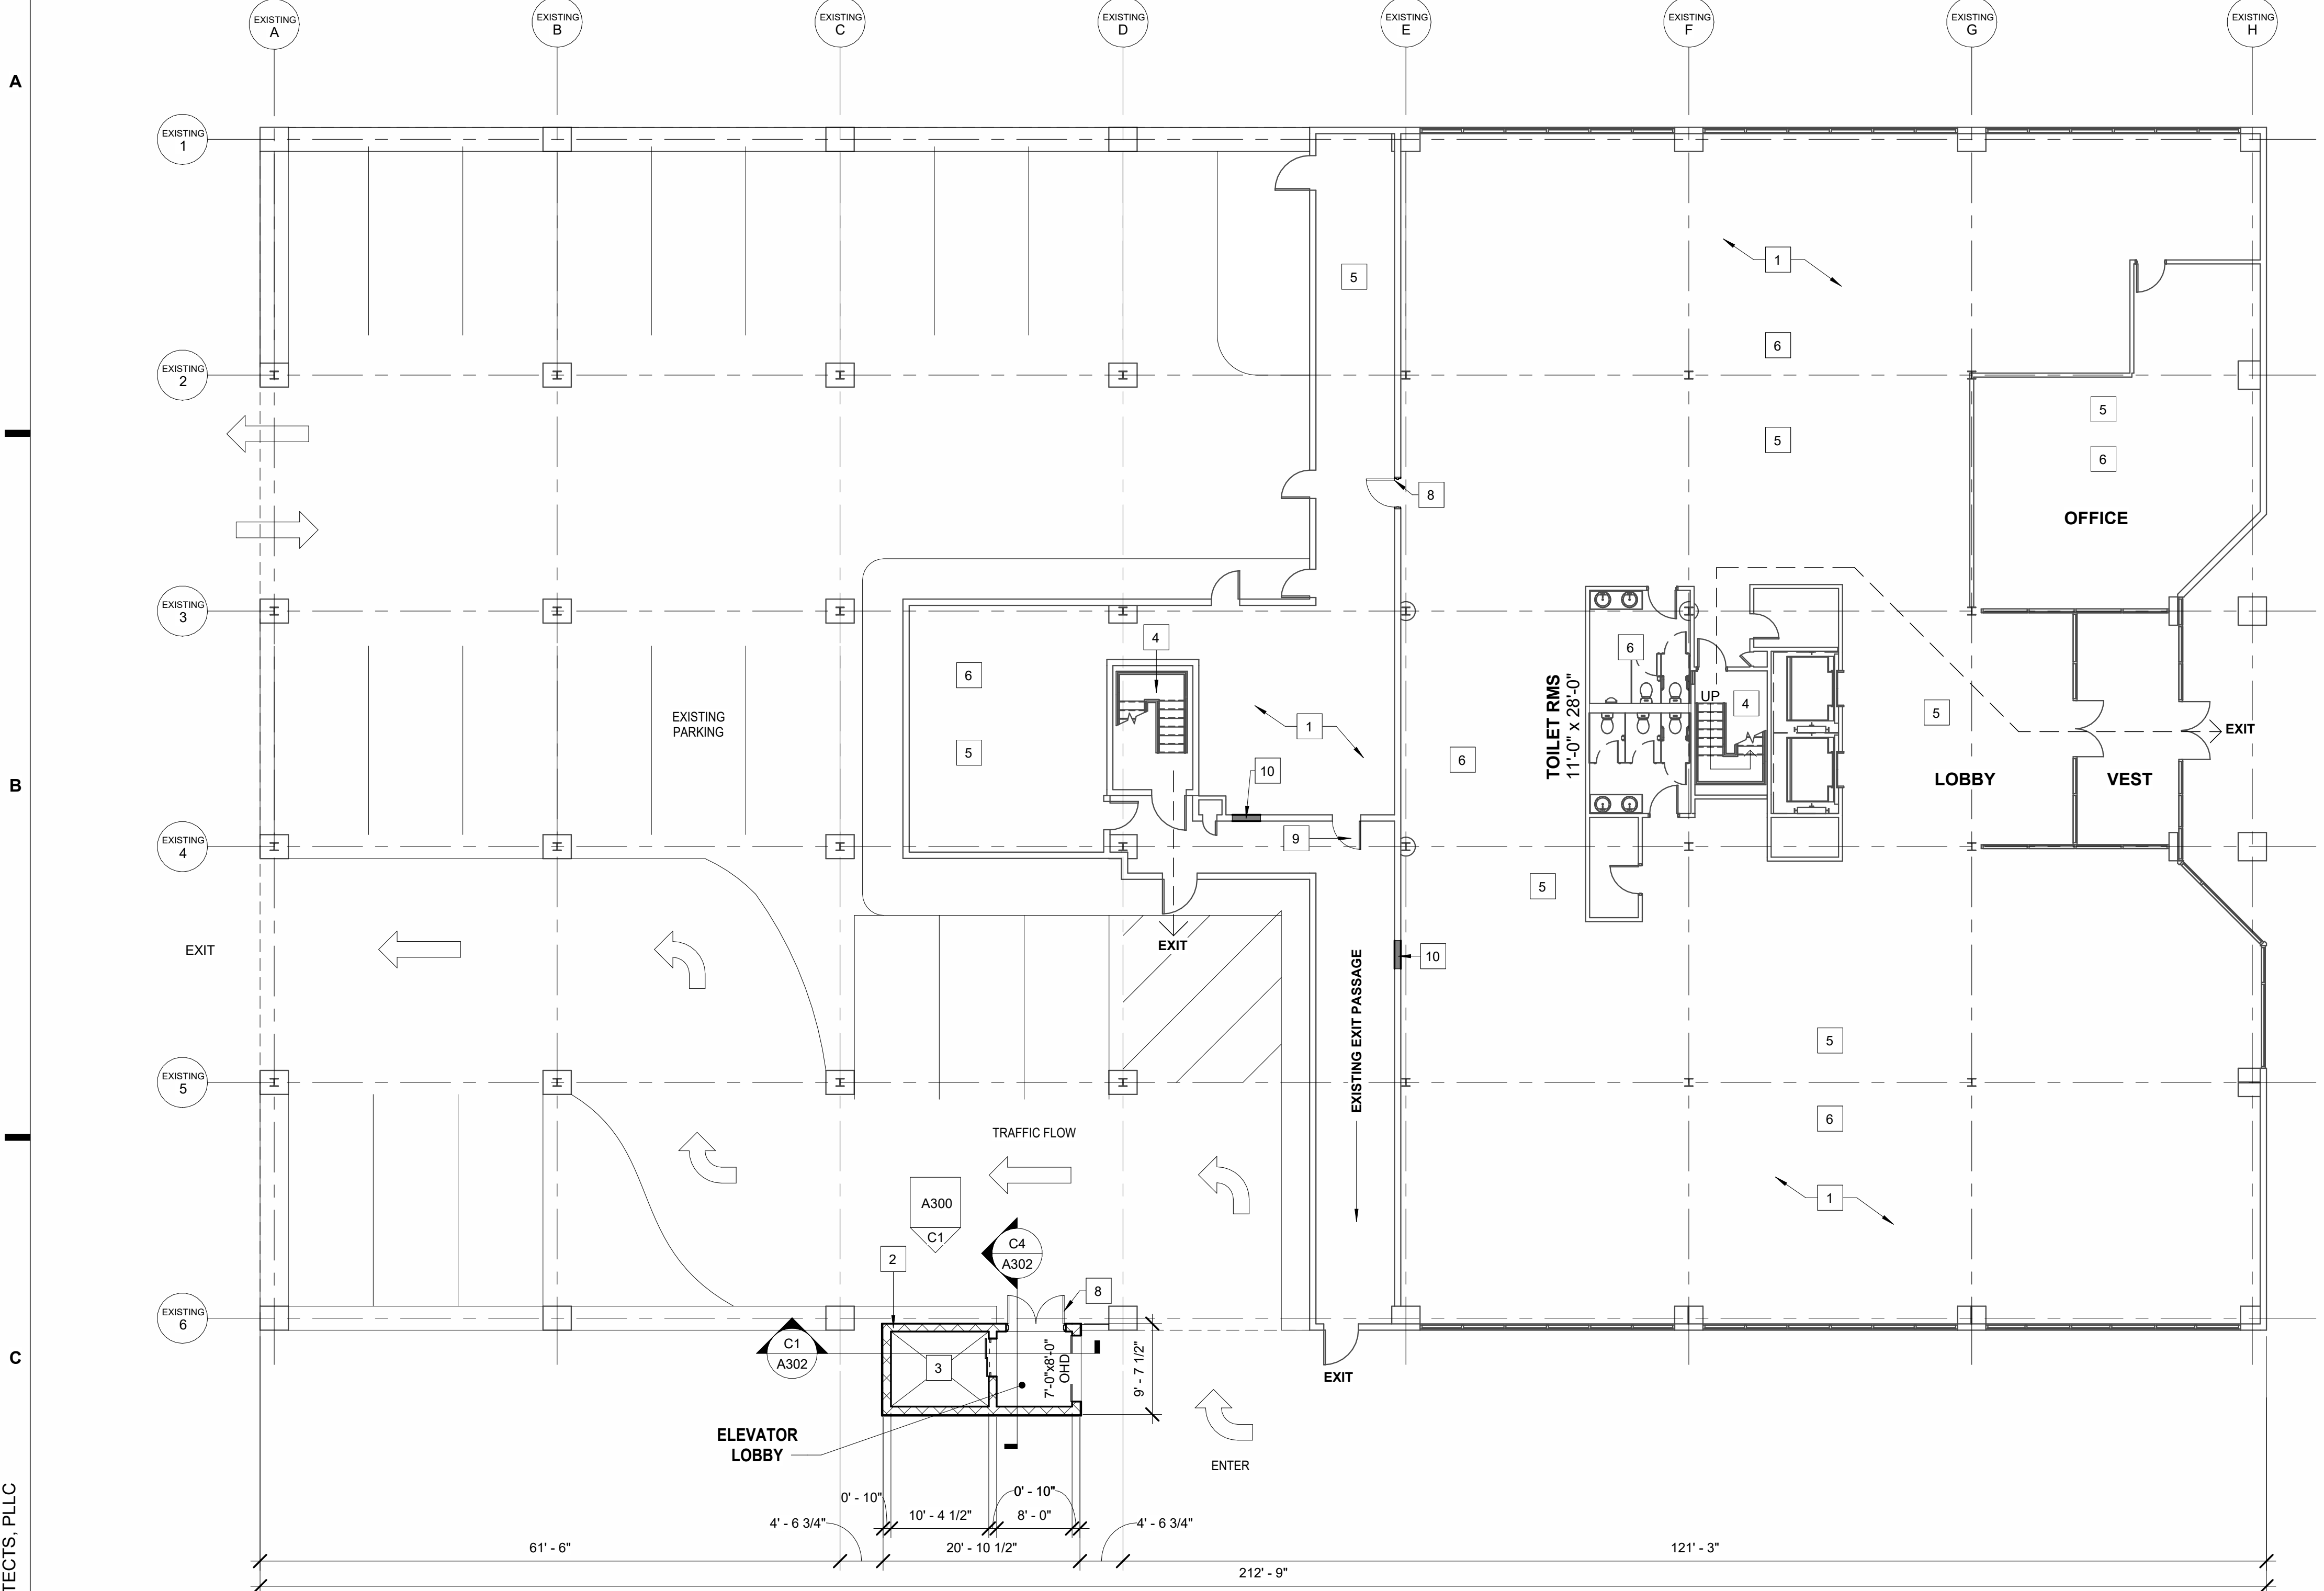 EXISTING
A
EXISTING
B
EXISTING
C
EXISTING
D
EXISTING
E
EXISTING
F
EXISTING
G
EXISTING
H
A
EXISTING
1
1
5
6
EXISTING
2
5
5
6
8
OFFICE
EXISTING
3
4
6
6
UP
4
5
EXISTING
PARKING
1
TOILET RMS
11'-0" x 28'-0"
EXIT
5
6
10
B
LOBBY
VEST
9
EXISTING
4
5
EXIT
EXIT
10
EXISTING EXIT PASSAGE
5
EXISTING
5
6
TRAFFIC FLOW
A300
C1
1
C4
A302
2
8
EXISTING
6
C1
A302
3
7'-0"x8'-0"
OHD
9' - 7 1/2"
C
EXIT
ELEVATOR
LOBBY
ENTER
0' - 10"
0' - 10"
10' - 4 1/2"
8' - 0"
4' - 6 3/4"
4' - 6 3/4"
61' - 6"
20' - 10 1/2"
121' - 3"
212' - 9"
TECTS, PLLC